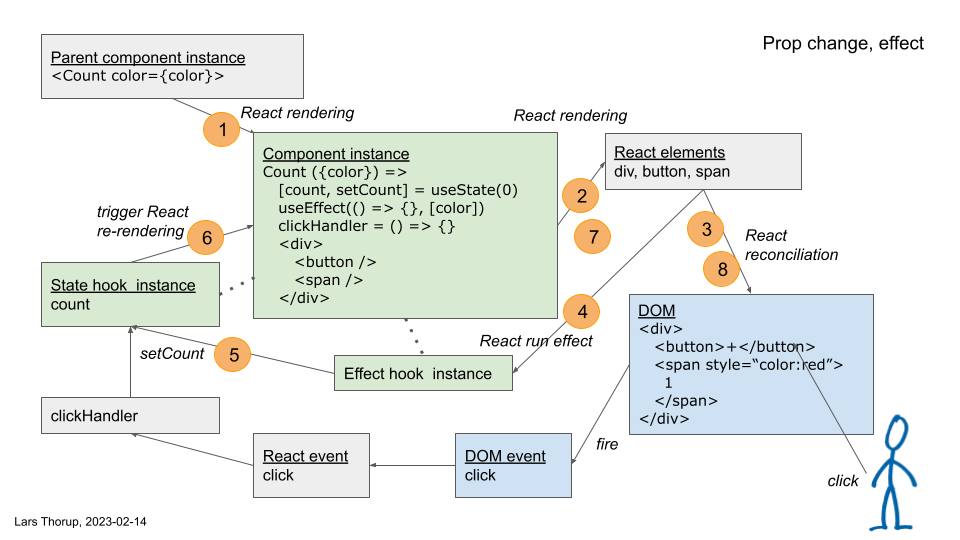 Prop change, effect
Parent component instance
<Count color={color}>
1
React rendering
React rendering
Component instance
Count ({color}) =>
[count, setCount] = useState(0)
useEffect(() => {}, [color])
clickHandler = () => {}
<div>
<button />
<span />
</div>
React elements
div, button, span
2
7
3
8
React
reconciliation
trigger React
re-rendering
6
State hook  instance
count
4
React run effect
DOM
<div>
<button>+</button>
<span style=“color:red”>
1
</span>
</div>
setCount
5
Effect hook  instance
clickHandler
React event
click
DOM event
click
fire
click
Lars Thorup, 2023-02-14